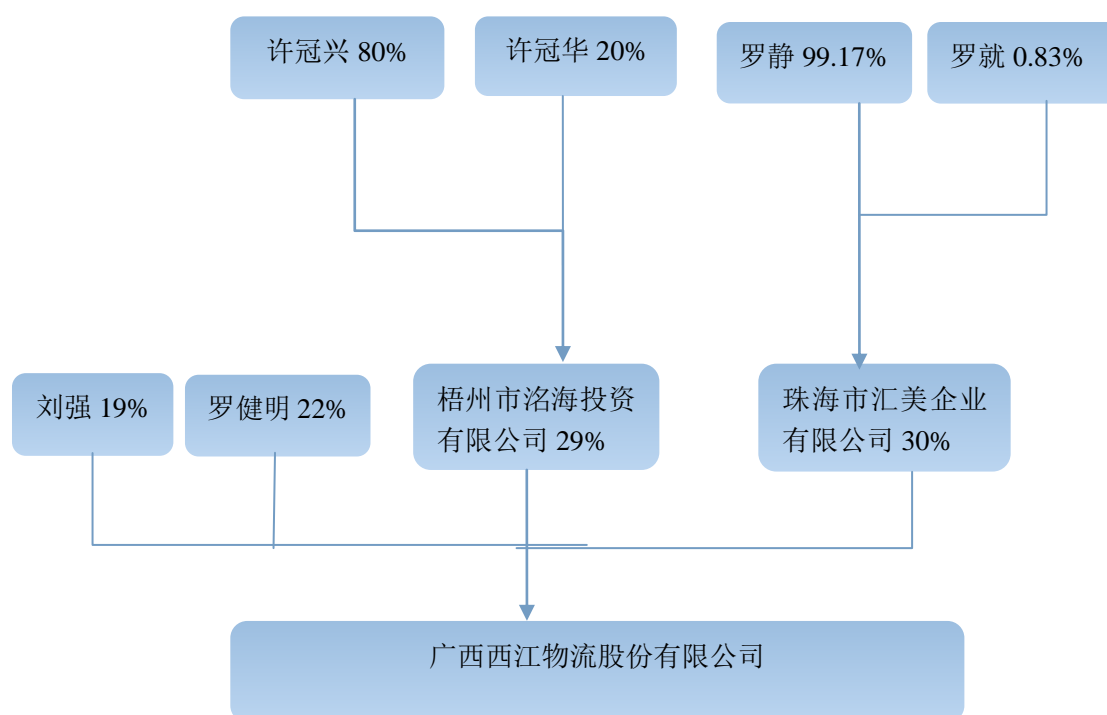 许冠兴 80%
许冠华 20%
罗静 99.17%
罗就 0.83%
刘强 19%
罗健明 22%
梧州市洺海投资
有限公司 29%
珠海市汇美企业
有限公司 30%
广西西江物流股份有限公司